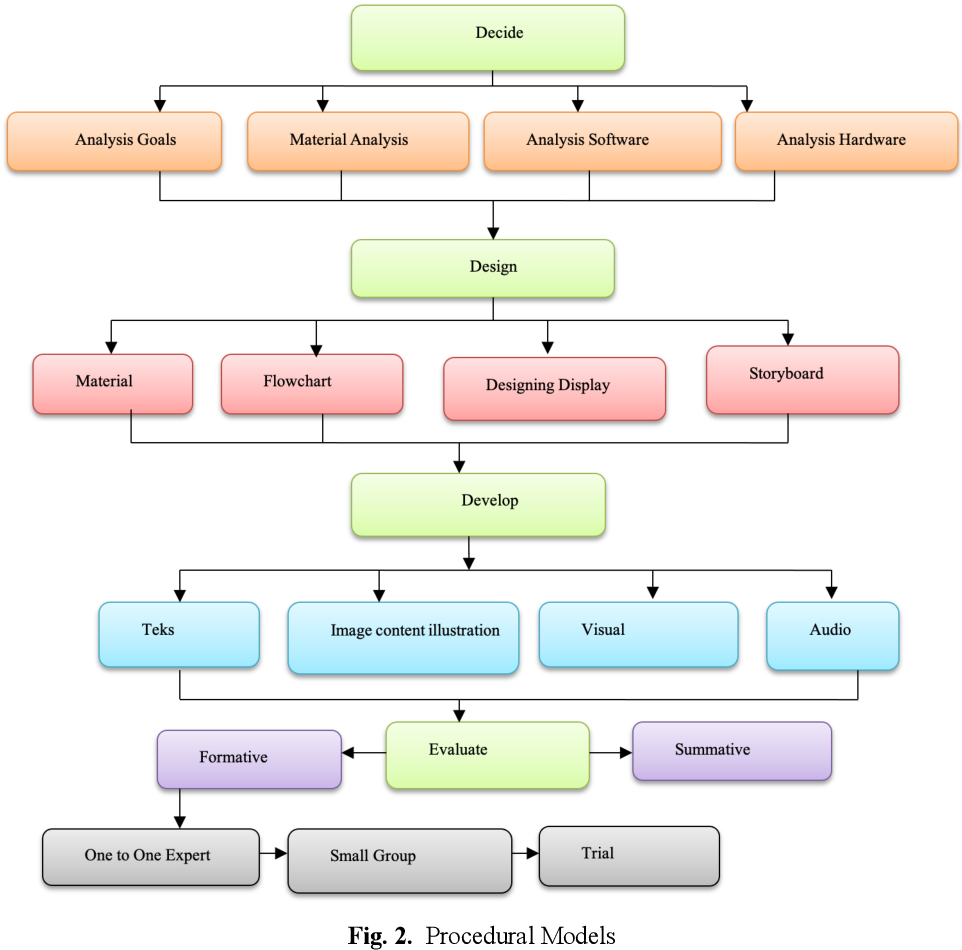 Decide
Analysis Goals
Material Analysis
Analysis Software
Analysis Hardware
Design
Material
Flowchart
Designing Display
Storyboard
Develop
Teks
Image content illustration
Visual
Audio
Formative
Evaluate
Summative
One to One Expert
Small Group
Trial
Fig. 2. Procedural Models